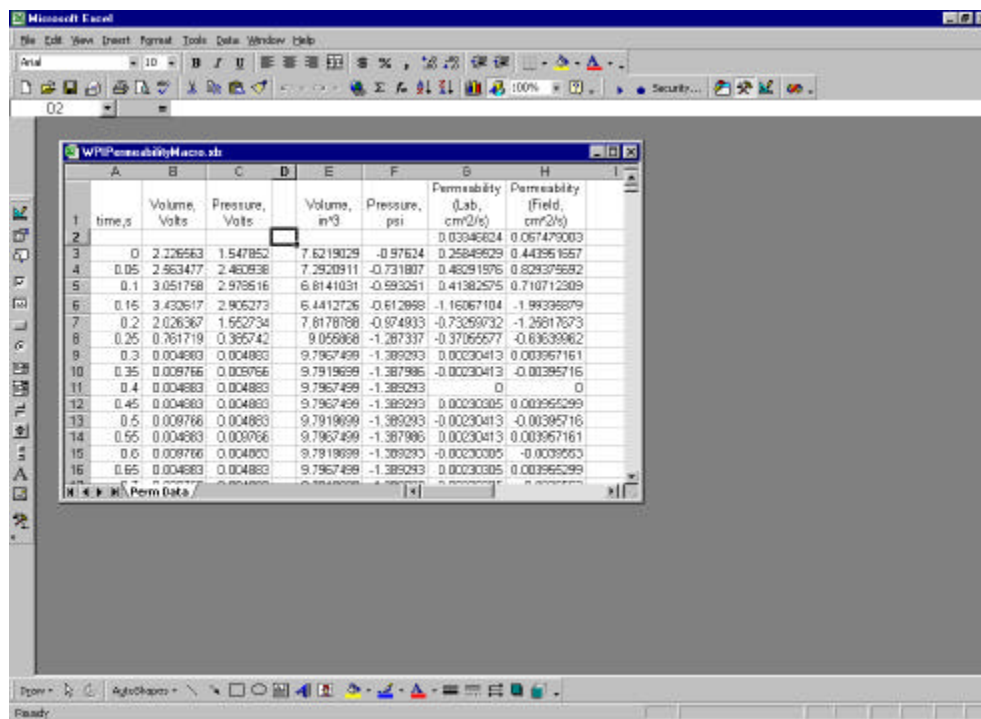 Microsoft Excel
File Edit View Insert Format Tools Data Window Help
Arial 10 B I U $ % ,
100% Security...
D2 =
WPIPermeabilityMacro.xls
A B C D E F G H I
1 time,s Volume, Volts Pressure, Volts Volume, in^3 Pressure, psi Permeability (Lab, cm^2/s) Permeability (Field, cm^2/s)
2 0.03946824 0.067479003
3 0 2.226563 1.547852 7.6219029 -0.97624 0.25849929 0.443951657
4 0.05 2.563477 2.460938 7.2920911 -0.731807 0.48291976 0.829375692
5 0.1 3.051758 2.978516 6.8141031 -0.593251 0.41382575 0.710712309
6 0.15 3.432617 2.905273 6.4412726 -0.612868 -1.16067104 -1.99336879
7 0.2 2.026367 1.552734 7.8178788 -0.974933 -0.73259732 -1.25817673
8 0.25 0.761719 0.385742 9.055868 -1.287337 -0.37055577 -0.63639962
9 0.3 0.004883 0.004883 9.7967499 -1.389293 0.00230413 0.003957161
10 0.35 0.009766 0.009766 9.7919699 -1.387986 -0.00230413 -0.00395716
11 0.4 0.004883 0.004883 9.7967499 -1.389293 0 0
12 0.45 0.004883 0.004883 9.7967499 -1.389293 0.00230305 0.003955299
13 0.5 0.009766 0.004883 9.7919699 -1.389293 -0.00230413 -0.00395716
14 0.55 0.004883 0.009766 9.7967499 -1.387986 0.00230413 0.003957161
15 0.6 0.009766 0.004883 9.7919699 -1.389293 -0.00230305 -0.0039553
16 0.65 0.004883 0.004883 9.7967499 -1.389293 0.00230305 0.003955299
Perm Data
Draw AutoShapes
Ready